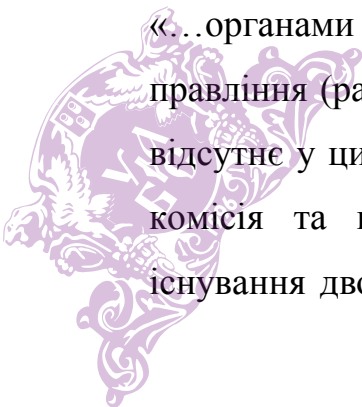 «…органами
правління (ра
відсутнє у ци
комісія та
існування дво